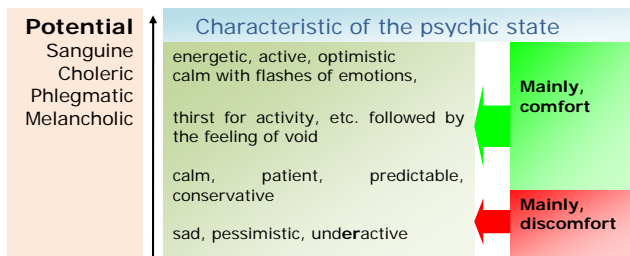 Potential
Sanguine
Choleric
Phlegmatic
Melancholic
Characteristic of the psychic state
energetic, active, optimistic
calm with flashes of emotions,
thirst for activity, etc. followed by
the feeling of void
calm, patient, predictable,
conservative
sad, pessimistic, underactive
Mainly,
comfort
Mainly,
discomfort